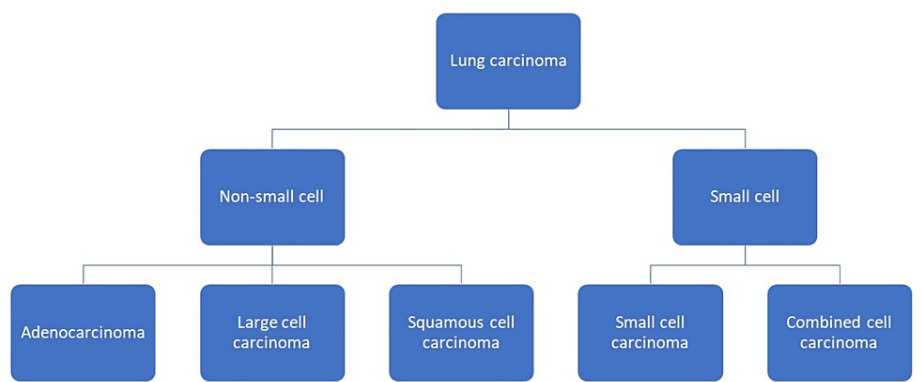 Lung carcinoma
Non-small cell
Small cell
Adenocarcinoma
Large cell
carcinoma
Squamous cell
carcinoma
Small cell
carcinoma
Combined cell
carcinoma